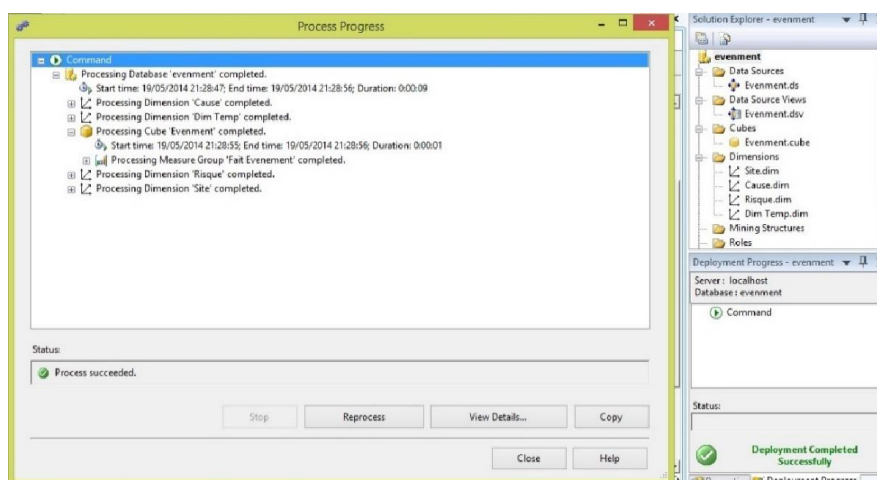 Process Progress
Command
Processing Database 'evenment' completed.
Start time: 19/05/2014 21:28:47; End time: 19/05/2014 21:28:56; Duration: 0:00:09
Processing Dimension 'Cause' completed.
Processing Dimension 'Dim Temp' completed.
Processing Cube 'Evenment' completed.
Start time: 19/05/2014 21:28:55; End time: 19/05/2014 21:28:56; Duration: 0:00:01
Processing Measure Group 'Fait Evenement' completed.
Processing Dimension 'Risque' completed.
Processing Dimension 'Site' completed.
Status:
Process succeeded.
Stop Reprocess View Details... Copy
Close Help
Solution Explorer - evenment
evenment
Data Sources
Evenment.ds
Data Source Views
Evenment.dsv
Cubes
Evenment.cube
Dimensions
Site.dim
Cause.dim
Risque.dim
Dim Temp.dim
Mining Structures
Roles
Deployment Progress - evenment
Server : localhost
Database : evenment
Command
Status:
Deployment Completed
Successfully
Deployment Progress